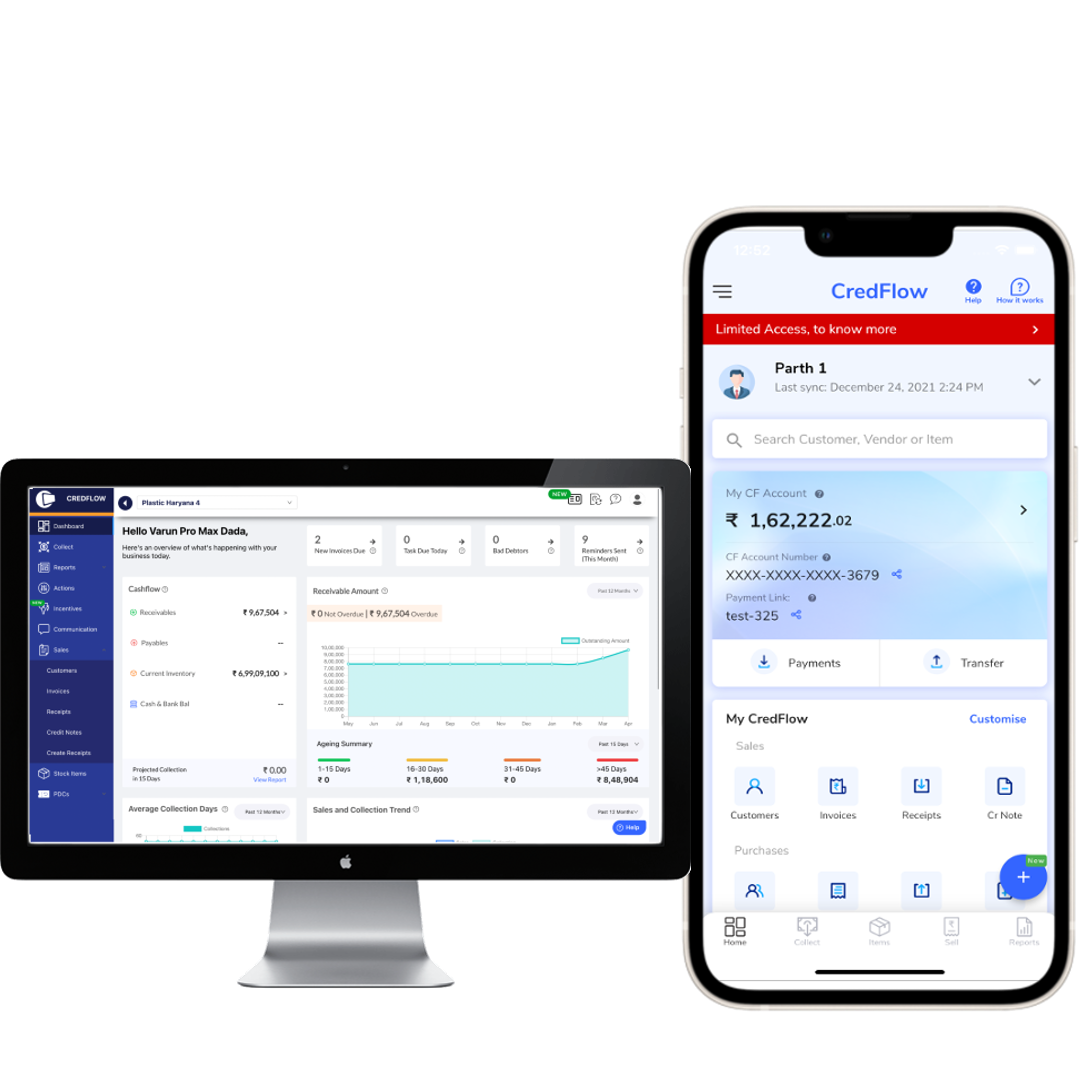 12:52
CredFlow
Help
How it works
Limited Access, to know more
Parth 1
Last sync: December 24, 2021 2:24 PM
Search Customer, Vendor or Item
My CF Account
₹ 1,62,222.02
CF Account Number
XXXX-XXXX-XXXX-3679
Payment Link:
test-325
Payments
Transfer
My CredFlow
Customise
Sales
Customers
Invoices
Receipts
Cr Note
Purchases
New
Home
Collect
Items
Sell
Reports
CREDFLOW
Plastic Haryana 4
NEW
Dashboard
Collect
Reports
Actions
NEW
Incentives
Communication
Sales
Customers
Invoices
Receipts
Credit Notes
Create Receipts
Stock Items
PDCs
Hello Varun Pro Max Dada,
Here's an overview of what's happening with your
business today.
2
New Invoices Due
0
Task Due Today
0
Bad Debtors
9
Reminders Sent
(This Month)
Cashflow
Receivables ₹ 9,67,504 >
Payables --
Current Inventory ₹ 6,99,09,100 >
Cash & Bank Bal --
Projected Collection
in 15 Days
₹ 0.00
View Report
Receivable Amount
Past 12 Months
₹ 0 Not Overdue | ₹ 9,67,504 Overdue
Outstanding Amount
10,00,000
9,00,000
8,00,000
7,00,000
6,00,000
5,00,000
4,00,000
3,00,000
2,00,000
1,00,000
0
May Jun Jul Aug Sep Oct Nov Dec Jan Feb Mar Apr
Ageing Summary
Past 15 Days
1-15 Days
₹ 0
16-30 Days
₹ 1,18,600
31-45 Days
₹ 0
>45 Days
₹ 8,48,904
Average Collection Days
Past 12 Months
Collections
Sales and Collection Trend
Past 12 Months
Help